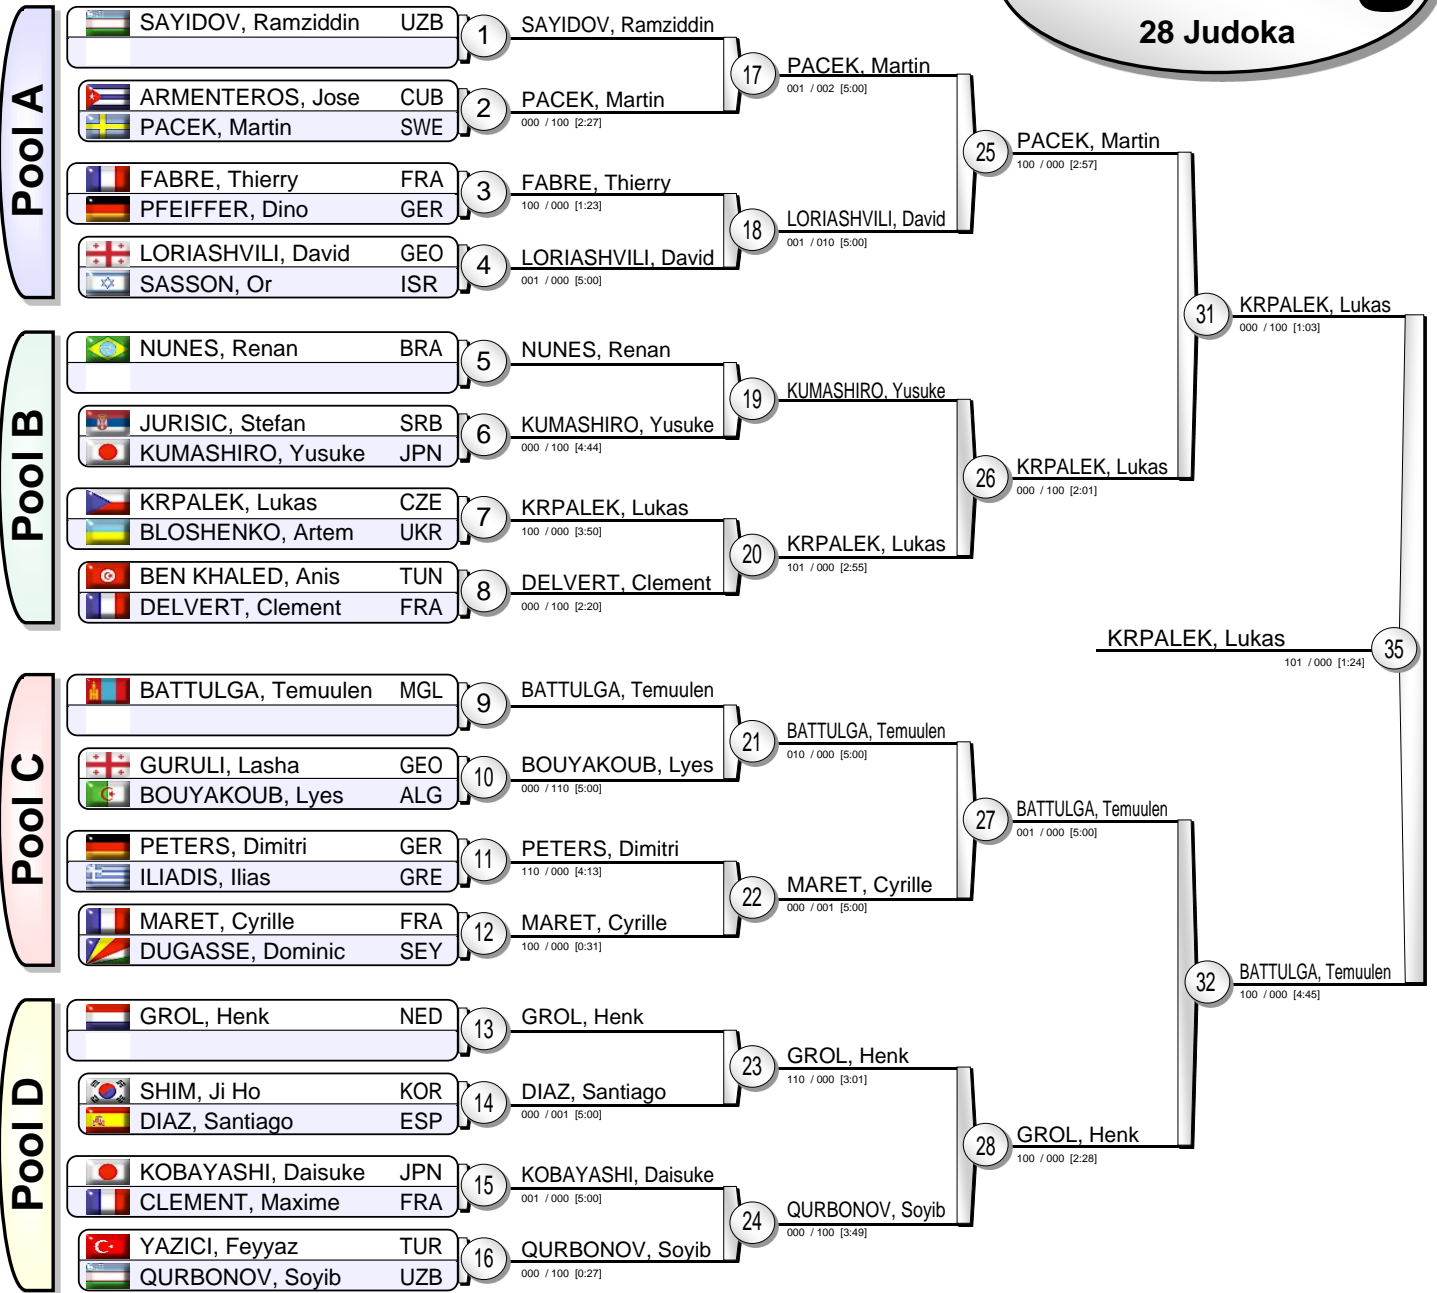 28 Judoka
Pool A
SAYIDOV, Ramziddin UZB
1
SAYIDOV, Ramziddin
ARMENTEROS, Jose CUB
PACEK, Martin SWE
2
PACEK, Martin
000 / 100 [2:27]
17
PACEK, Martin
001 / 002 [5:00]
FABRE, Thierry FRA
PFEIFFER, Dino GER
3
FABRE, Thierry
100 / 000 [1:23]
LORIASHVILI, David GEO
SASSON, Or ISR
4
LORIASHVILI, David
001 / 000 [5:00]
18
LORIASHVILI, David
001 / 010 [5:00]
25
PACEK, Martin
100 / 000 [2:57]
Pool B
NUNES, Renan BRA
5
NUNES, Renan
JURISIC, Stefan SRB
KUMASHIRO, Yusuke JPN
6
KUMASHIRO, Yusuke
000 / 100 [4:44]
19
KUMASHIRO, Yusuke
KRPALEK, Lukas CZE
BLOSHENKO, Artem UKR
7
KRPALEK, Lukas
100 / 000 [3:50]
BEN KHALED, Anis TUN
DELVERT, Clement FRA
8
DELVERT, Clement
000 / 100 [2:20]
20
KRPALEK, Lukas
101 / 000 [2:55]
26
KRPALEK, Lukas
000 / 100 [2:01]
31
KRPALEK, Lukas
000 / 100 [1:03]
KRPALEK, Lukas
101 / 000 [1:24]
35
Pool C
BATTULGA, Temuulen MGL
9
BATTULGA, Temuulen
GURULI, Lasha GEO
BOUYAKOUB, Lyes ALG
10
BOUYAKOUB, Lyes
000 / 110 [5:00]
21
BATTULGA, Temuulen
010 / 000 [5:00]
PETERS, Dimitri GER
ILIADIS, Ilias GRE
11
PETERS, Dimitri
110 / 000 [4:13]
MARET, Cyrille FRA
DUGASSE, Dominic SEY
12
MARET, Cyrille
100 / 000 [0:31]
22
MARET, Cyrille
000 / 001 [5:00]
27
BATTULGA, Temuulen
001 / 000 [5:00]
Pool D
GROL, Henk NED
13
GROL, Henk
SHIM, Ji Ho KOR
DIAZ, Santiago ESP
14
DIAZ, Santiago
000 / 001 [5:00]
23
GROL, Henk
110 / 000 [3:01]
KOBAYASHI, Daisuke JPN
CLEMENT, Maxime FRA
15
KOBAYASHI, Daisuke
001 / 000 [5:00]
YAZICI, Feyyaz TUR
QURBONOV, Soyib UZB
16
QURBONOV, Soyib
000 / 100 [0:27]
24
QURBONOV, Soyib
000 / 100 [3:49]
28
GROL, Henk
100 / 000 [2:28]
32
BATTULGA, Temuulen
100 / 000 [4:45]